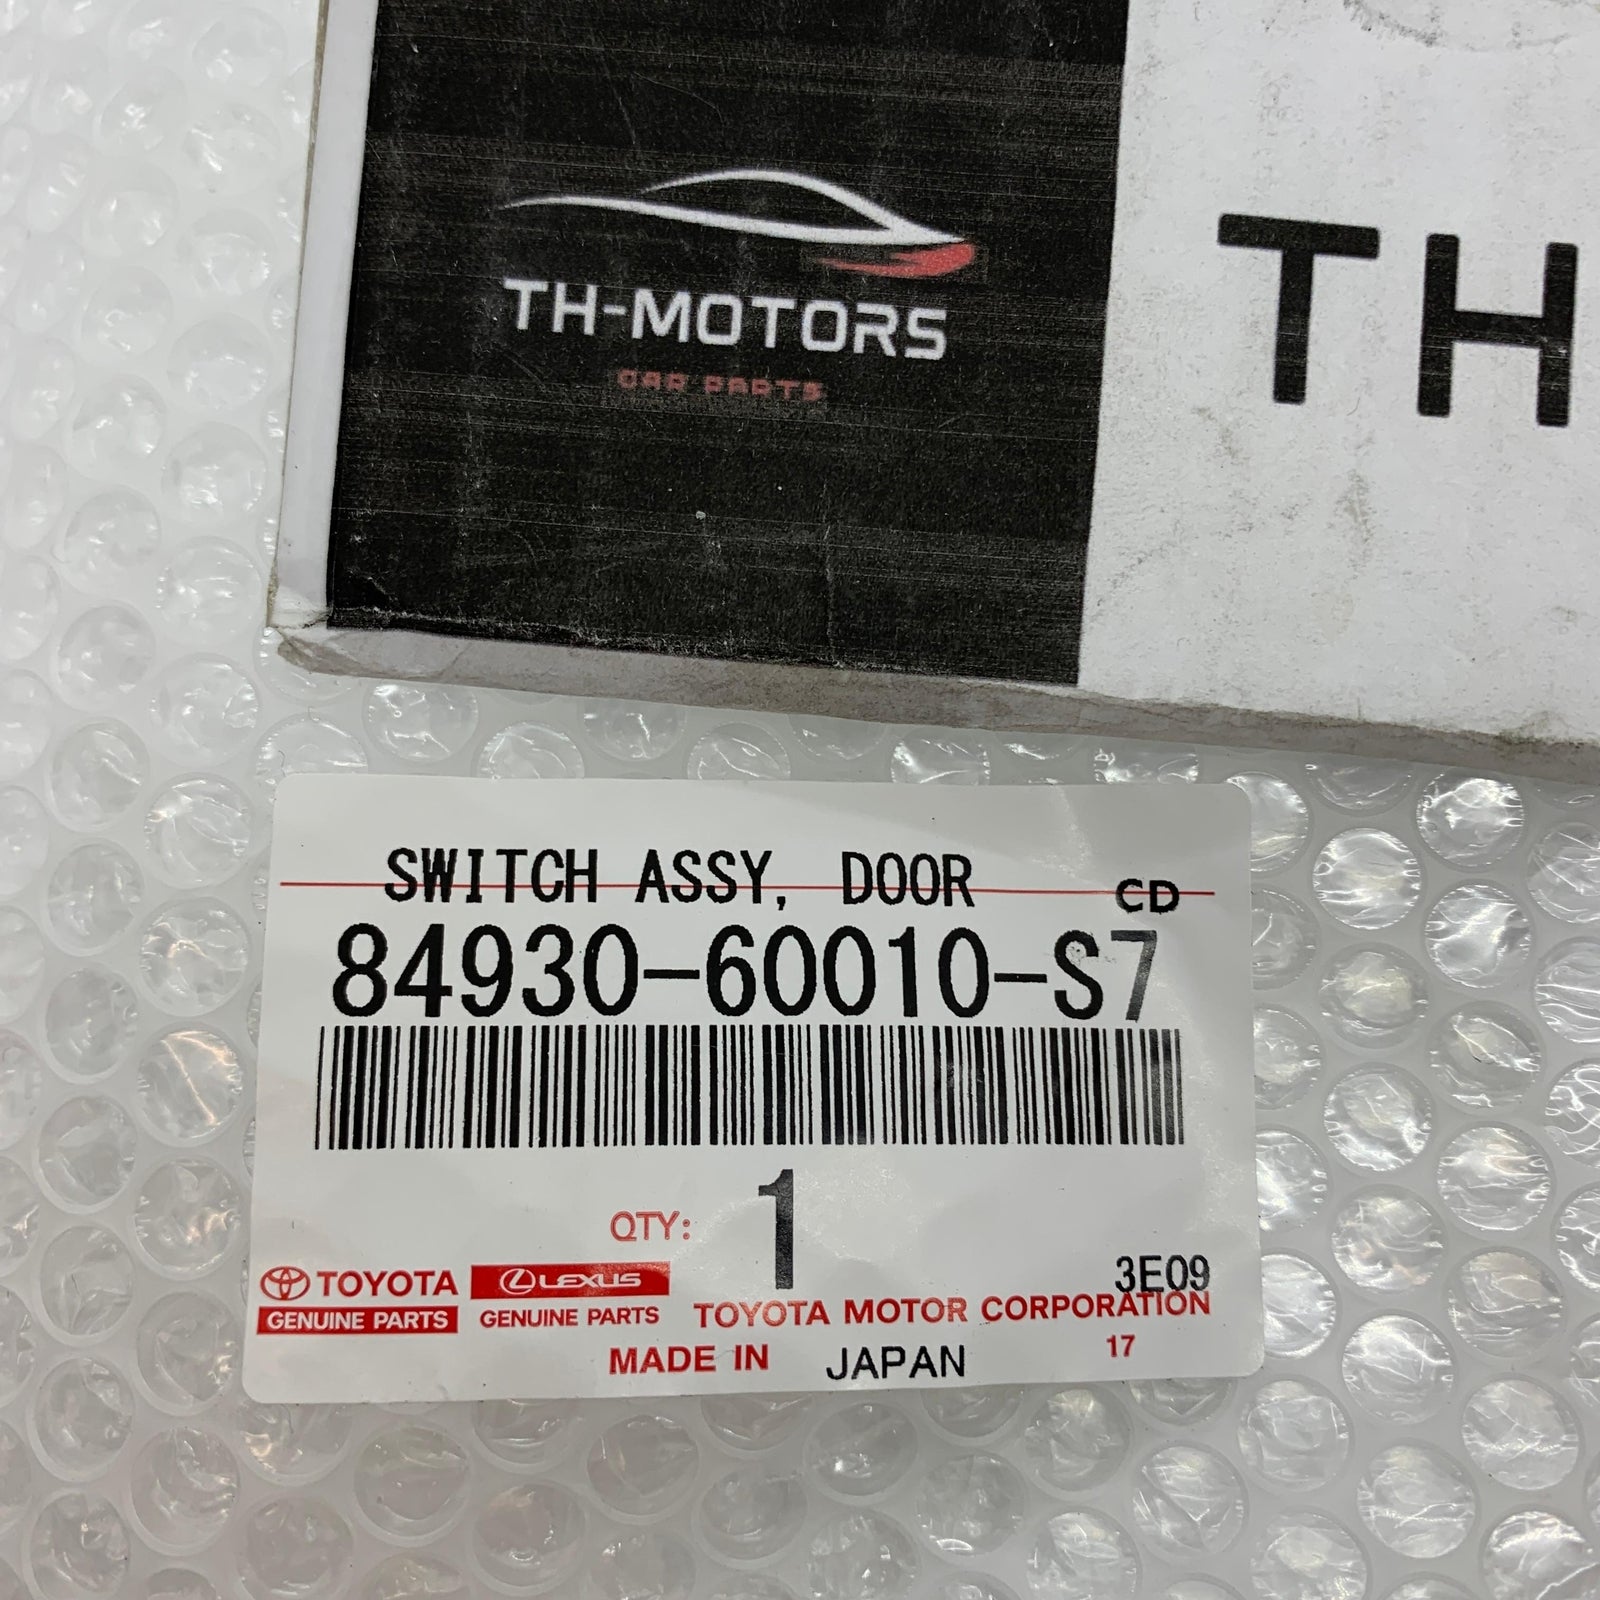 TH-MOTORS
CAR PARTS
TH
SWITCH ASSY, DOOR
CD
84930-60010-S7
QTY: 1
3E09
TOYOTA
GENUINE PARTS
LEXUS
GENUINE PARTS
TOYOTA MOTOR CORPORATION
MADE IN JAPAN
17